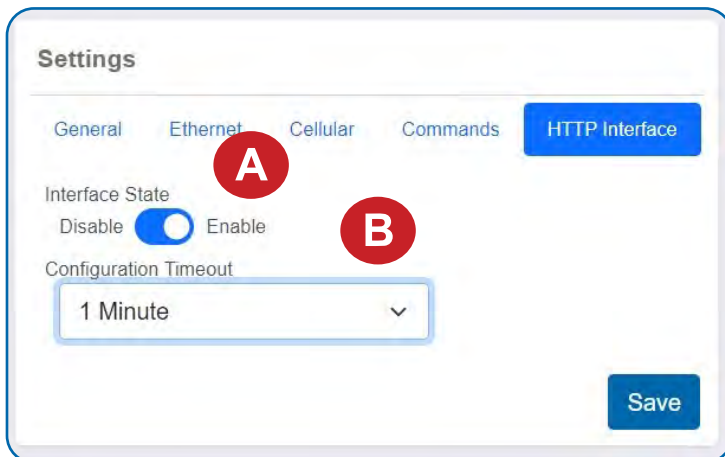 Settings
General Ethernet Cellular Commands HTTP Interface
A
Interface State
Disable Enable
B
Configuration Timeout
1 Minute
Save